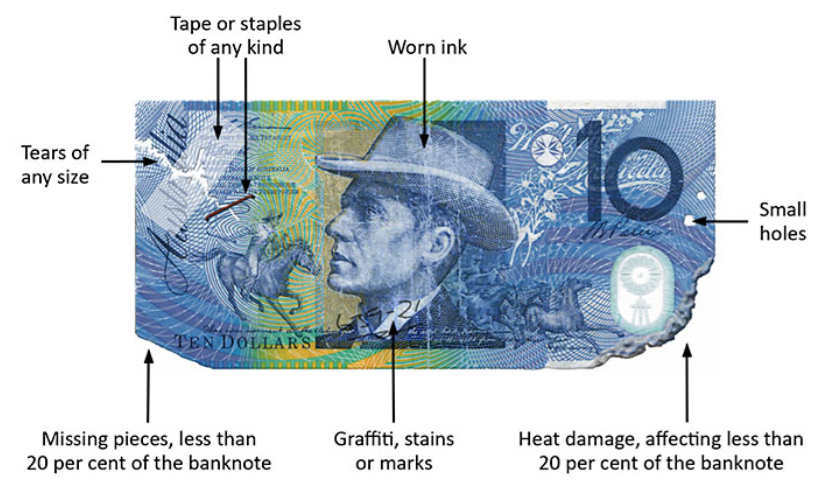 Tape or staples
of any kind
Worn ink
Tears of
any size
Small
holes
10
TEN DOLLARS
Missing pieces, less than
20 per cent of the banknote
Graffiti, stains
or marks
Heat damage, affecting less than
20 per cent of the banknote